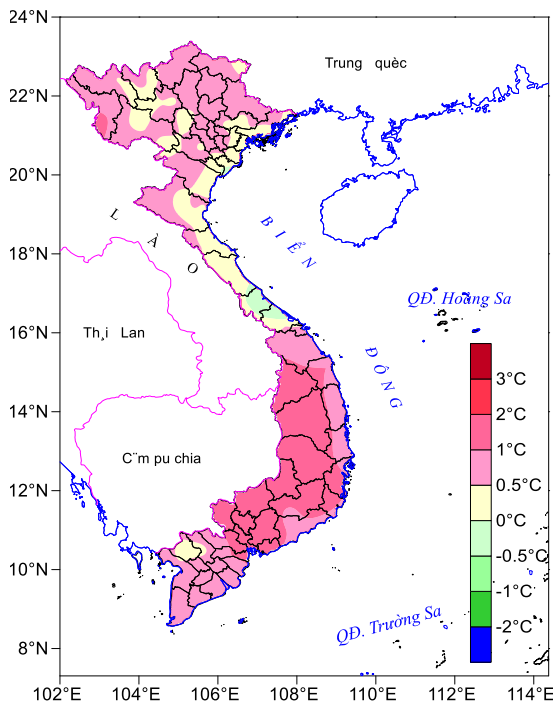 24°N
Trung quèc
22°N
20°N
L À O
BIỂN
18°N
QĐ. Hoàng Sa
16°N
Th¸i Lan
ĐÔNG
3°C
14°N
2°C
1°C
C¨m pu chia
0.5°C
12°N
0°C
-0.5°C
10°N
-1°C
QĐ. Trường Sa
-2°C
8°N
102°E 104°E 106°E 108°E 110°E 112°E 114°E